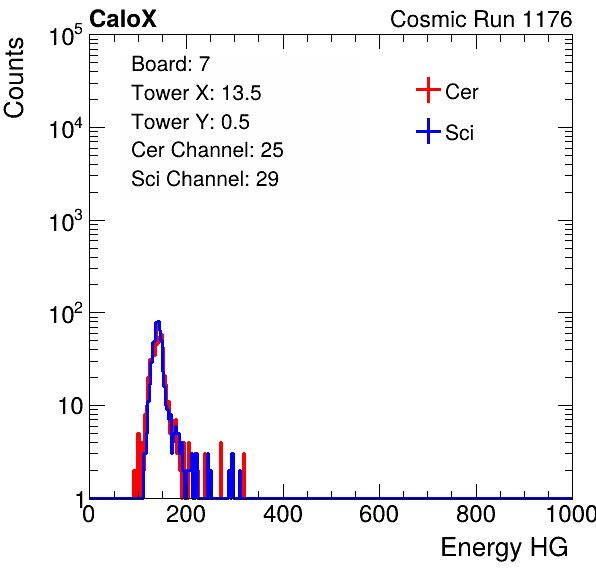 CaloX Cosmic Run 1176
Counts
10^5
10^4
10^3
10^2
10
1
Board: 7
Tower X: 13.5
Tower Y: 0.5
Cer Channel: 25
Sci Channel: 29
Cer
Sci
0 200 400 600 800 1000
Energy HG